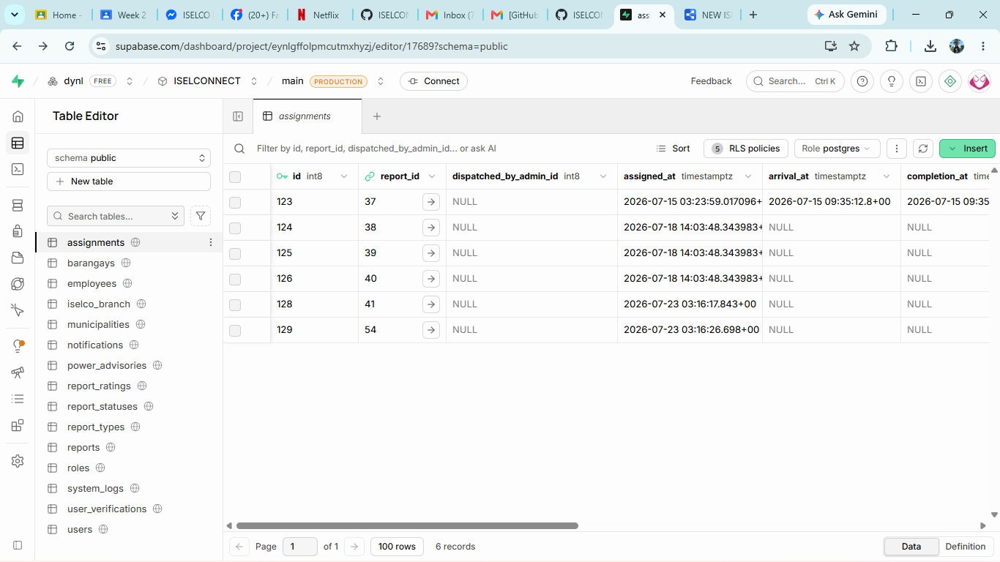 Home -
Week 2
ISELCO
(20+) Fa
Netflix
ISELCON
Inbox (7
[GitHub
ISELCON
assi
NEW IS
Ask Gemini
supabase.com/dashboard/project/eynlgffolpmcutmxhyzj/editor/17689?schema=public
dynl FREE / ISELCONNECT / main PRODUCTION Connect
Feedback Search... Ctrl K
Table Editor
assignments
schema public
New table
Search tables...
assignments
barangays
employees
iselco_branch
municipalities
notifications
power_advisories
report_ratings
report_statuses
report_types
reports
roles
system_logs
user_verifications
users
Filter by id, report_id, dispatched_by_admin_id... or ask AI
Sort 5 RLS policies Role postgres Insert
id int8 report_id dispatched_by_admin_id int8 assigned_at timestamptz arrival_at timestamptz completion_at time
123 37 NULL 2026-07-15 03:23:59.017096+ 2026-07-15 09:35:12.8+00 2026-07-15 09:35
124 38 NULL 2026-07-18 14:03:48.343983+ NULL NULL
125 39 NULL 2026-07-18 14:03:48.343983+ NULL NULL
126 40 NULL 2026-07-18 14:03:48.343983+ NULL NULL
128 41 NULL 2026-07-23 03:16:17.843+00 NULL NULL
129 54 NULL 2026-07-23 03:16:26.698+00 NULL NULL
Page 1 of 1 100 rows 6 records
Data Definition